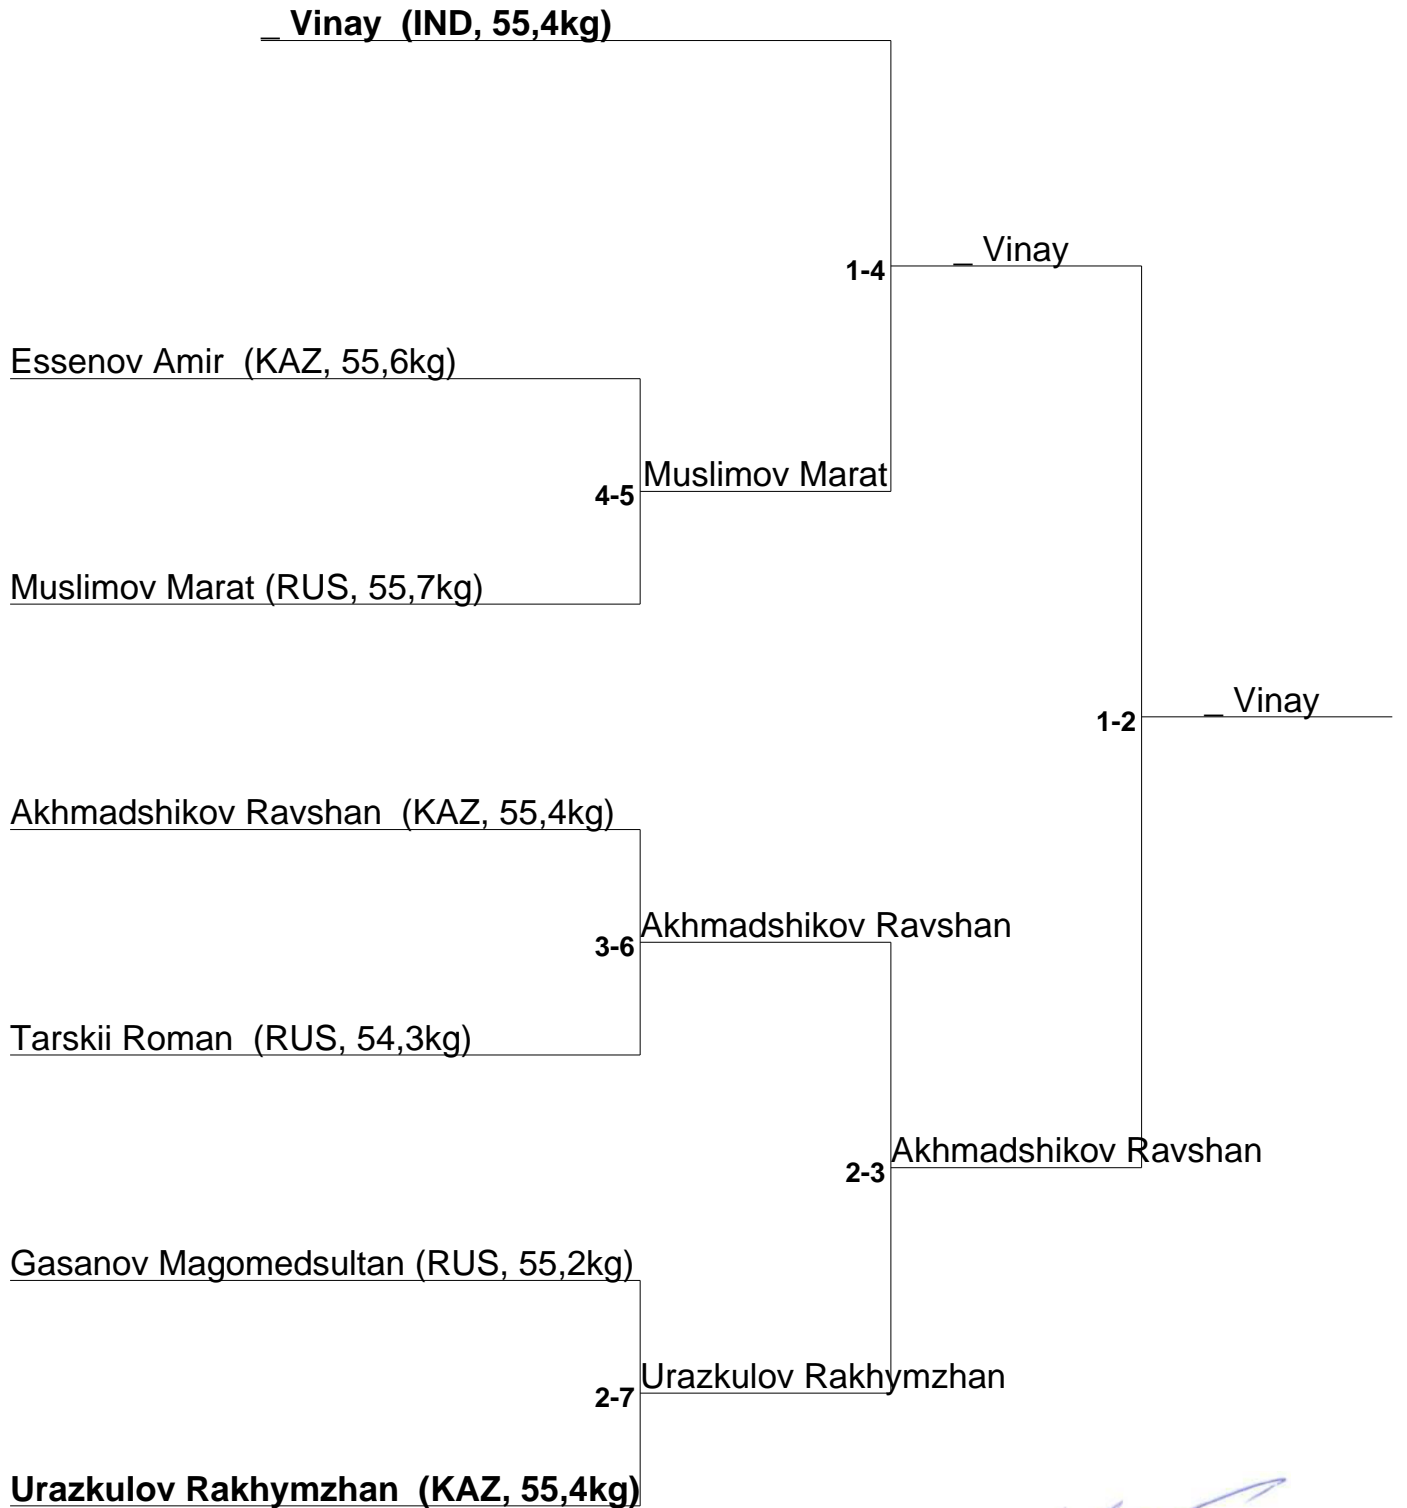 _ Vinay (IND, 55,4kg)
_ Vinay
1-4
Essenov Amir (KAZ, 55,6kg)
Muslimov Marat
4-5
Muslimov Marat (RUS, 55,7kg)
_ Vinay
1-2
Akhmadshikov Ravshan (KAZ, 55,4kg)
Akhmadshikov Ravshan
3-6
Tarskii Roman (RUS, 54,3kg)
Akhmadshikov Ravshan
2-3
Gasanov Magomedsultan (RUS, 55,2kg)
Urazkulov Rakhymzhan
2-7
Urazkulov Rakhymzhan (KAZ, 55,4kg)